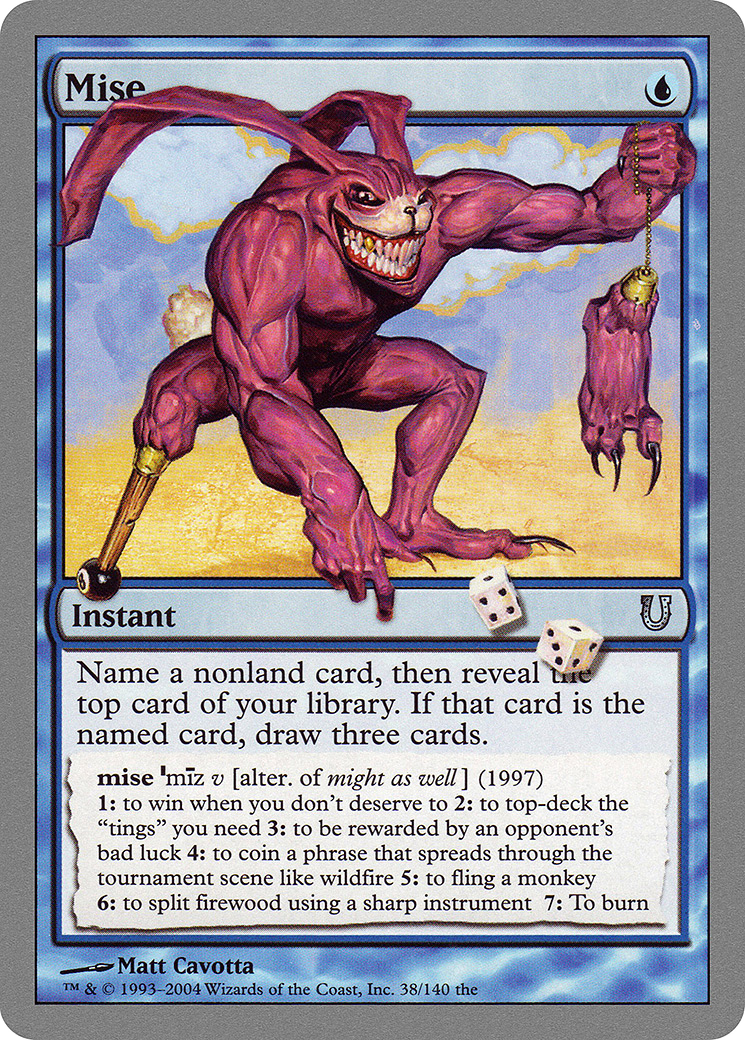 Mise
Instant
Name a nonland card, then reveal the
top card of your library. If that card is the
named card, draw three cards.
mise ˈmīz v [alter. of might as well] (1997)
1: to win when you don't deserve to 2: to top-deck the
“tings” you need 3: to be rewarded by an opponent's
bad luck 4: to coin a phrase that spreads through the
tournament scene like wildfire 5: to fling a monkey
6: to split firewood using a sharp instrument 7: To burn
Matt Cavotta
™ & © 1993–2004 Wizards of the Coast, Inc. 38/140 the